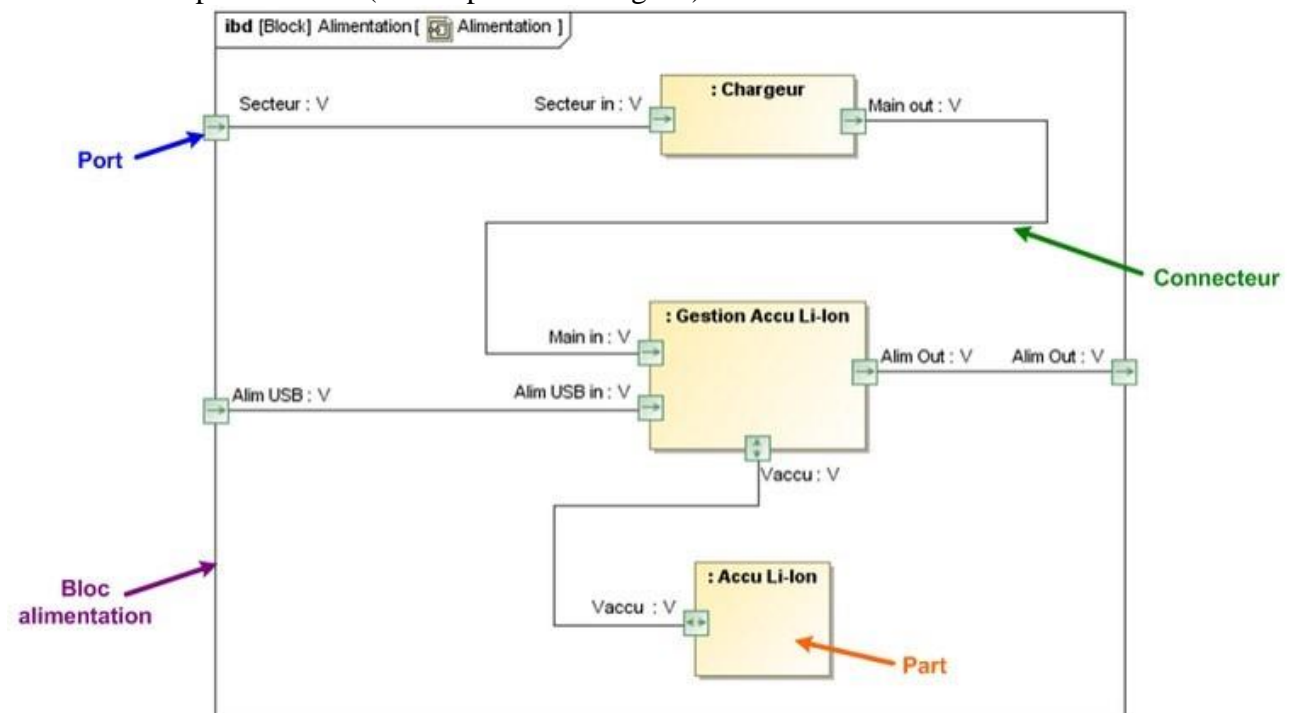 ibd [Block] Alimentation [ Alimentation ]
Secteur : V
Secteur in : V
: Chargeur
Main out : V
Port
Connecteur
: Gestion Accu Li-Ion
Main in : V
Alim Out : V
Alim Out : V
Alim USB : V
Alim USB in : V
Vaccu : V
Bloc
alimentation
: Accu Li-Ion
Vaccu : V
Part